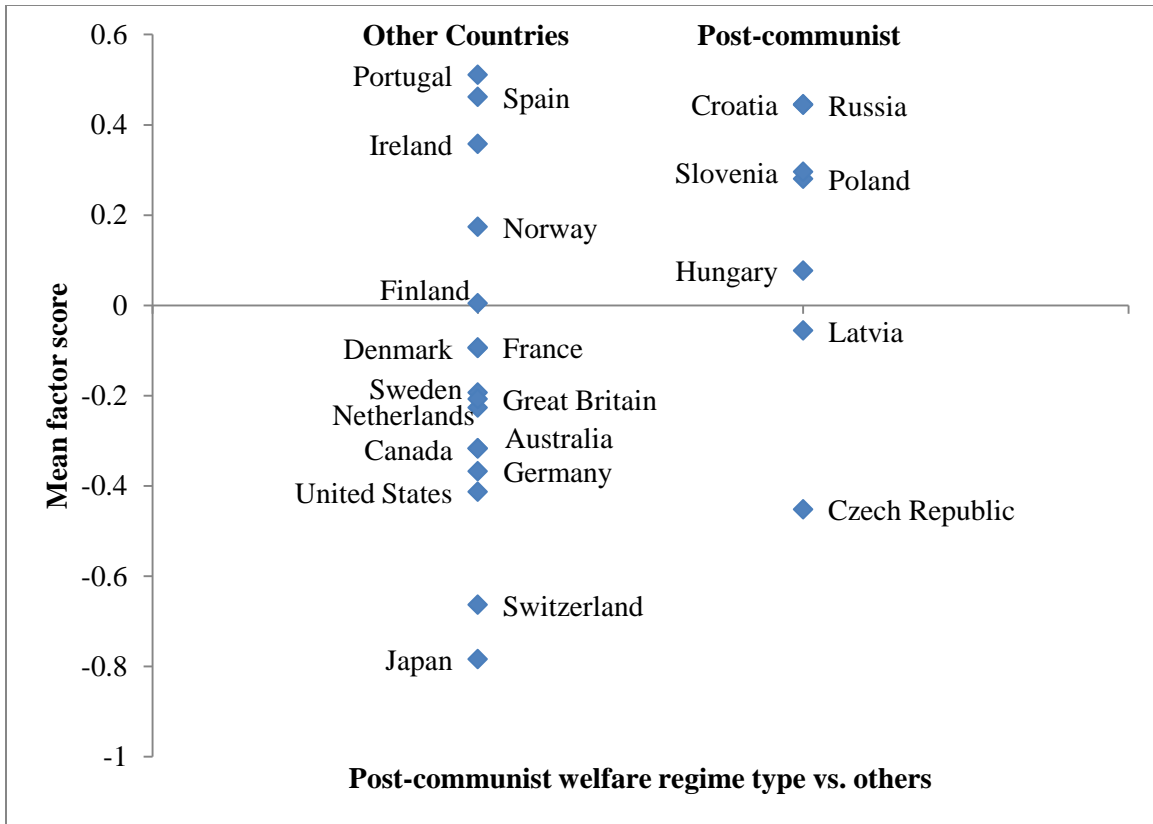 Other Countries
Post-communist
0.6
Portugal
Spain
Croatia
Russia
0.4
Ireland
Slovenia
Poland
0.2
Norway
Hungary
Finland
0
Latvia
Denmark
France
Sweden
-0.2
Great Britain
Netherlands
Australia
Canada
Germany
-0.4
United States
Czech Republic
-0.6
Switzerland
Japan
-0.8
-1
Mean factor score
Post-communist welfare regime type vs. others